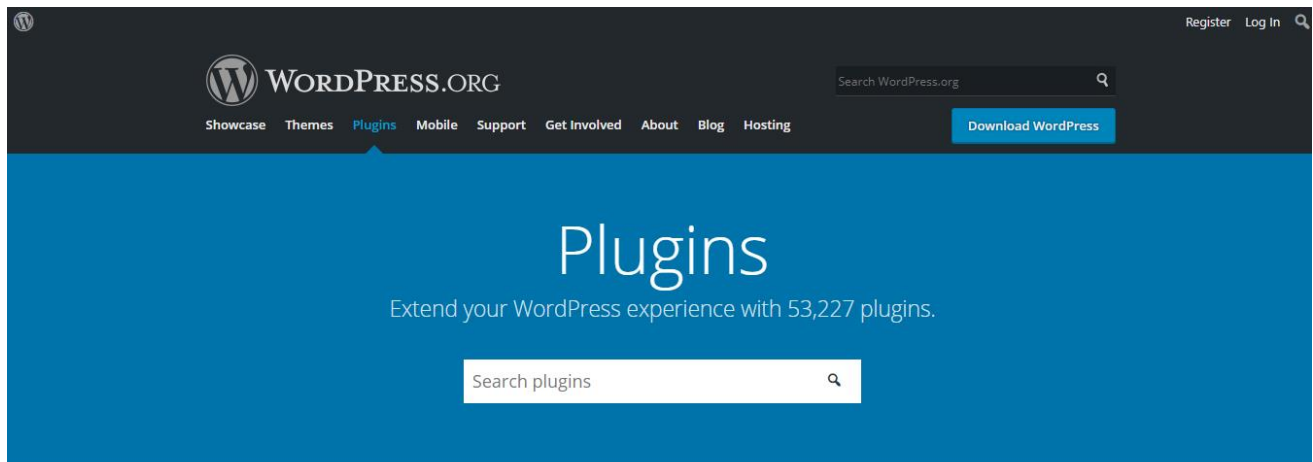 Register Log In
WORDPRESS.ORG
Search WordPress.org
Showcase Themes Plugins Mobile Support Get Involved About Blog Hosting
Download WordPress
Plugins
Extend your WordPress experience with 53,227 plugins.
Search plugins